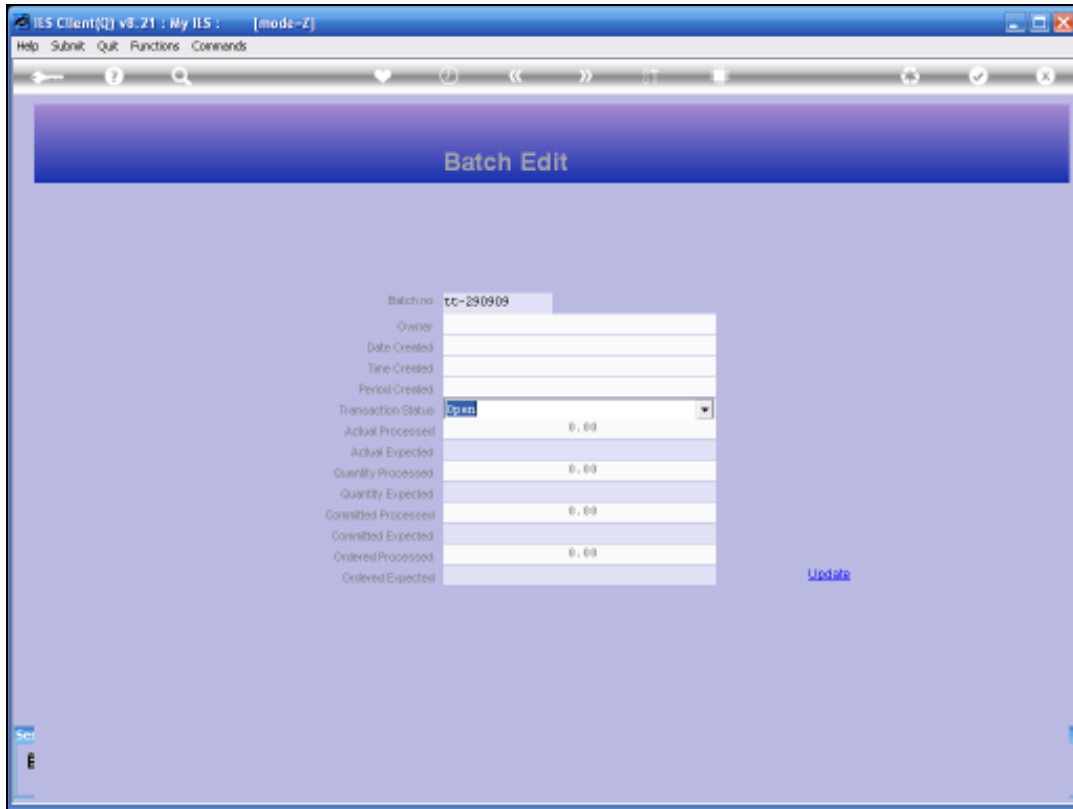 IES Client(Q) v8.21 : My IES : [mode=Z]
Help Submit Quit Functions Commands
Batch Edit
Batch no tt-290909
Owner
Date Created
Time Created
Period Created
Transaction Status Open
Actual Processed 0.00
Actual Expected
Quantity Processed 0.00
Quantity Expected
Committed Processed 0.00
Committed Expected
Ordered Processed 0.00
Ordered Expected
Update